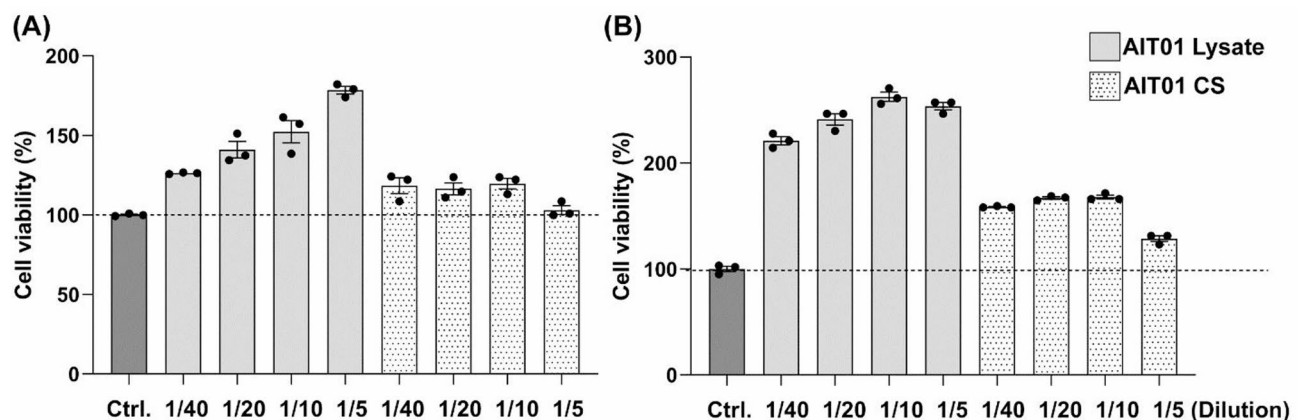 (A)
Cell viability (%)
200
150
100
50
0
Ctrl. 1/40 1/20 1/10 1/5 1/40 1/20 1/10 1/5
(B)
Cell viability (%)
300
200
100
0
Ctrl. 1/40 1/20 1/10 1/5 1/40 1/20 1/10 1/5 (Dilution)
AIT01 Lysate
AIT01 CS